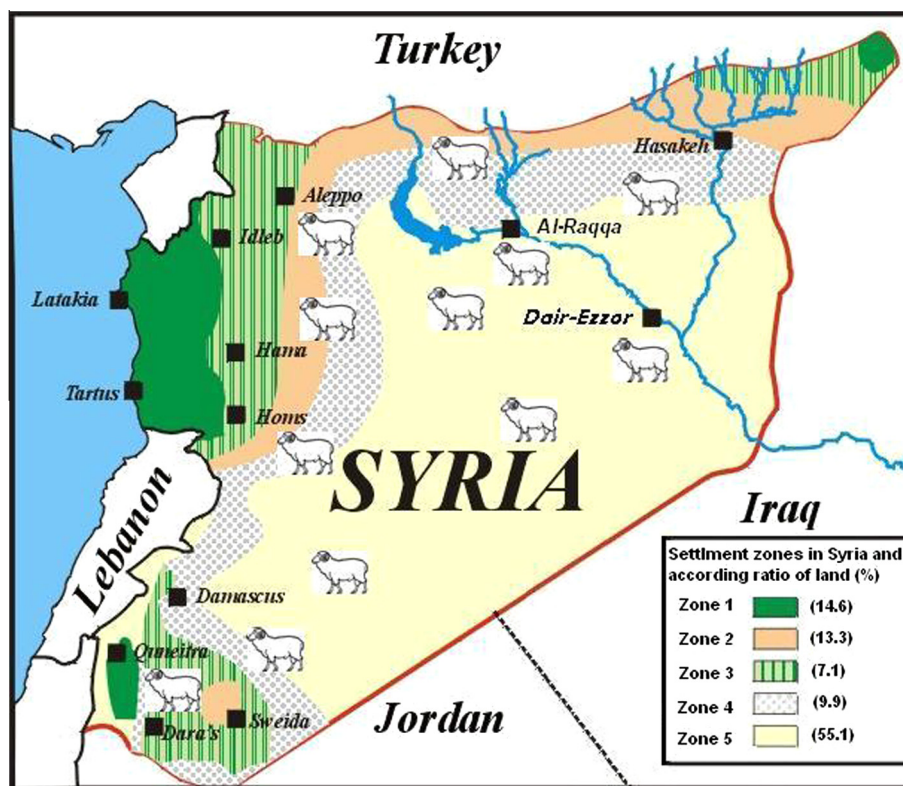 Turkey
Hasakeh
Aleppo
Al-Raqqa
Idleb
Latakia
Dair-Ezzor
Hama
Tartus
Homs
SYRIA
Lebanon
Iraq
Settlment zones in Syria and
according ratio of land (%)
Zone 1 (14.6)
Zone 2 (13.3)
Zone 3 (7.1)
Zone 4 (9.9)
Zone 5 (55.1)
Damascus
Quneitra
Jordan
Sweida
Dara's